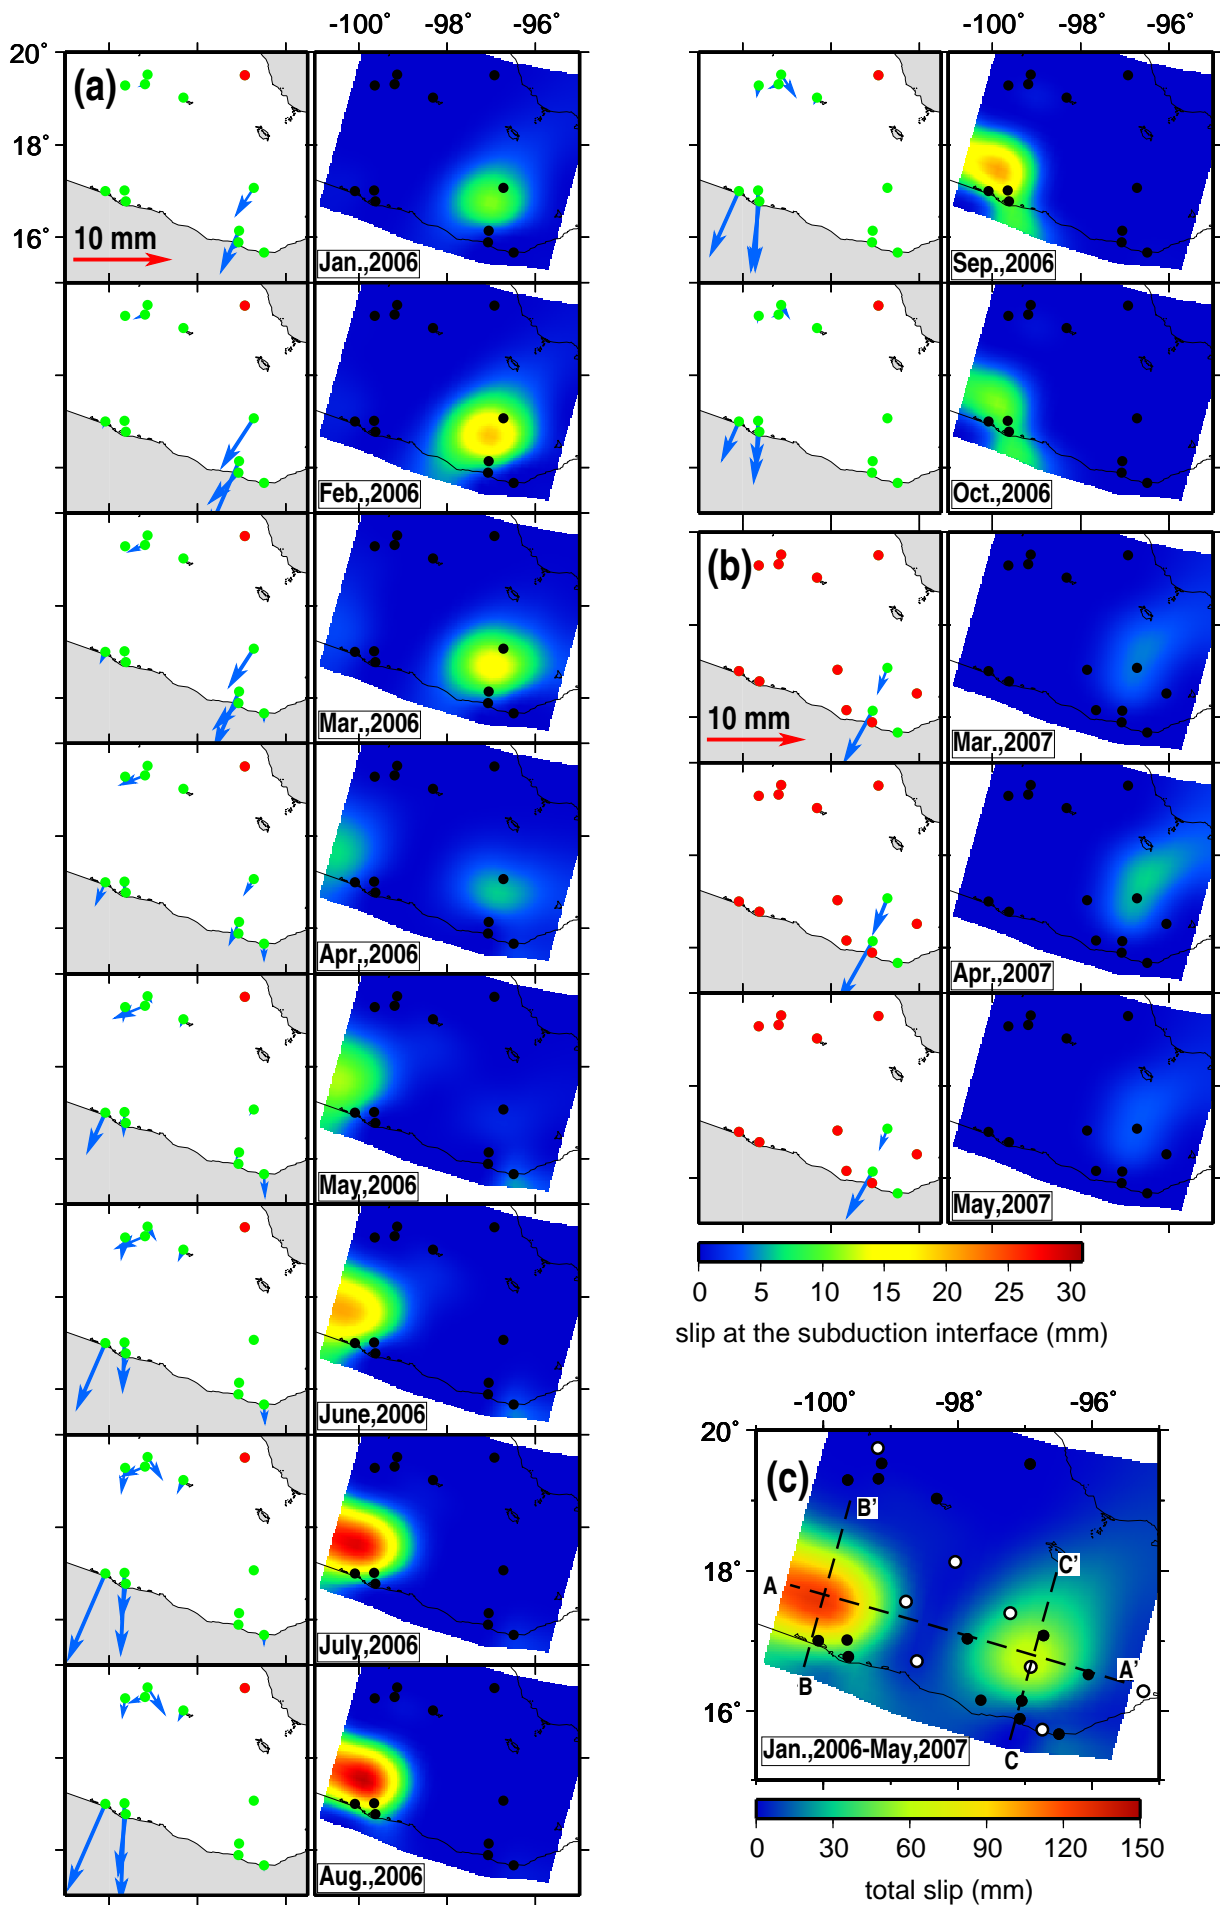 -100° -98° -96°
-100° -98° -96°
20°
(a)
18°
16°
10 mm
Jan.,2006
Sep.,2006
Feb.,2006
Oct.,2006
Mar.,2006
(b)
10 mm
Mar.,2007
Apr.,2006
Apr.,2007
May,2006
May,2007
0 5 10 15 20 25 30
slip at the subduction interface (mm)
June,2006
-100° -98° -96°
20°
(c)
B'
C'
18°
A
A'
B
16°
C
Jan.,2006-May,2007
July,2006
0 30 60 90 120 150
total slip (mm)
Aug.,2006